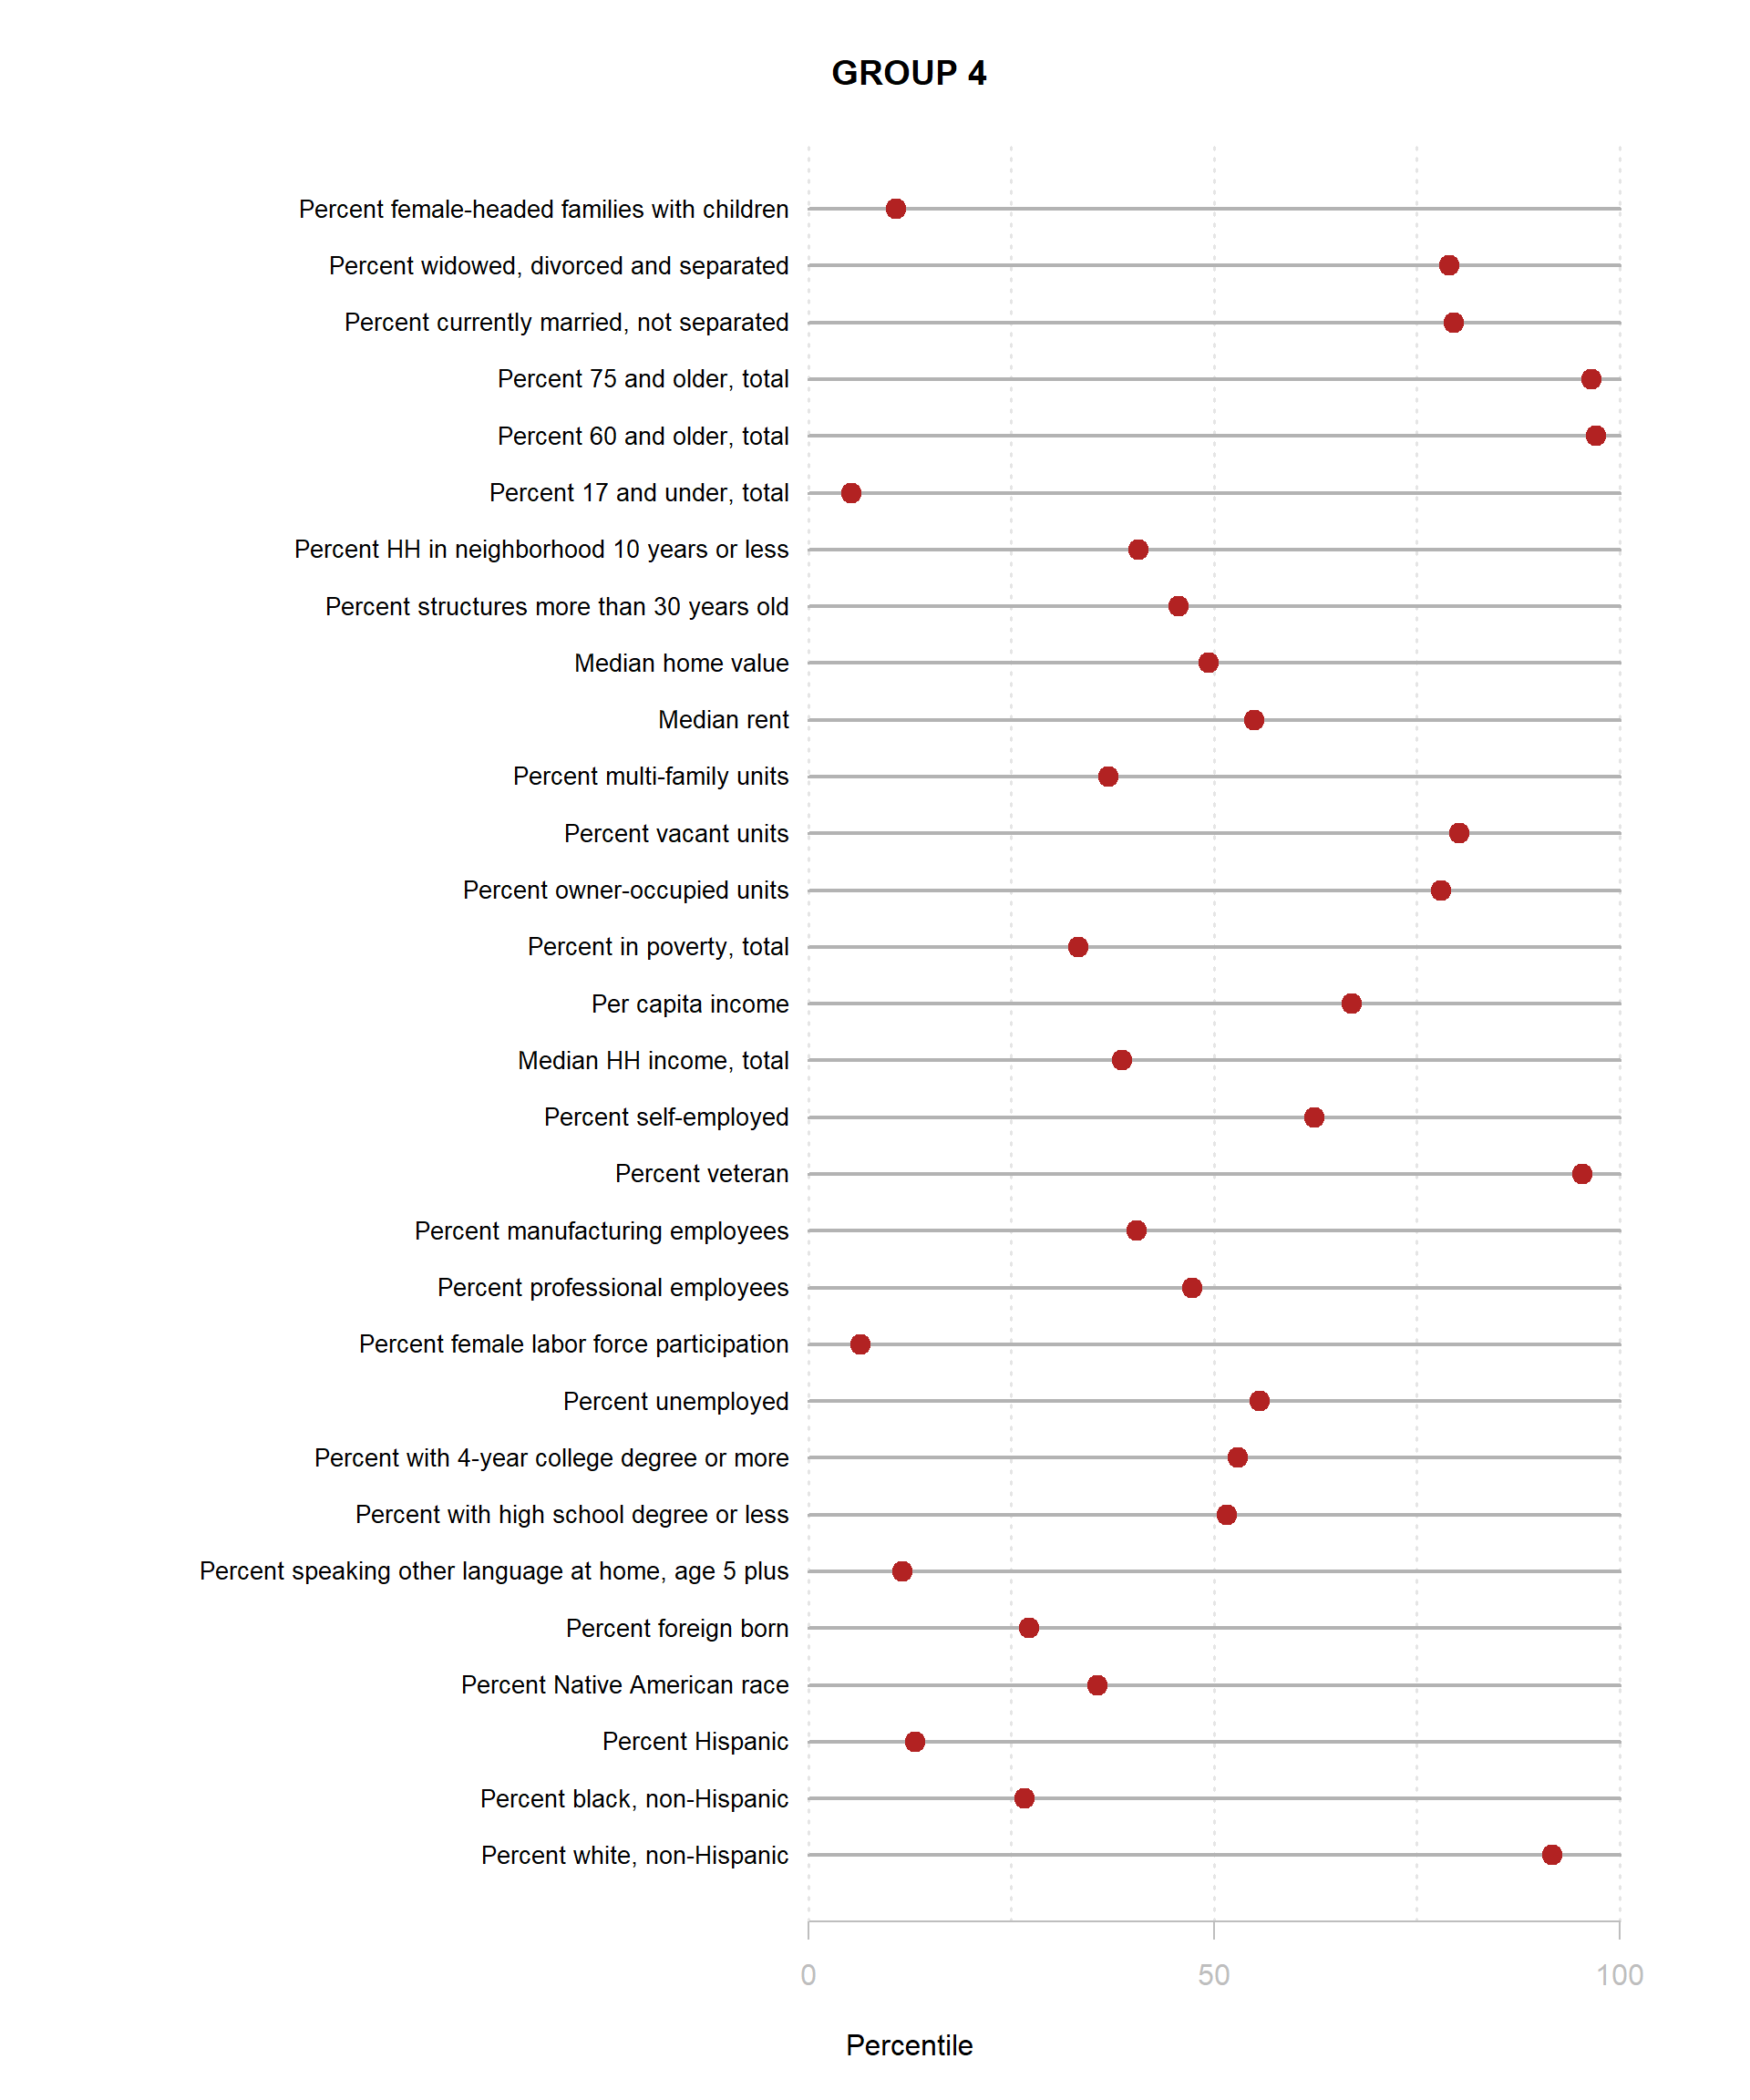 GROUP 4
Percent female-headed families with children
Percent widowed, divorced and separated
Percent currently married, not separated
Percent 75 and older, total
Percent 60 and older, total
Percent 17 and under, total
Percent HH in neighborhood 10 years or less
Percent structures more than 30 years old
Median home value
Median rent
Percent multi-family units
Percent vacant units
Percent owner-occupied units
Percent in poverty, total
Per capita income
Median HH income, total
Percent self-employed
Percent veteran
Percent manufacturing employees
Percent professional employees
Percent female labor force participation
Percent unemployed
Percent with 4-year college degree or more
Percent with high school degree or less
Percent speaking other language at home, age 5 plus
Percent foreign born
Percent Native American race
Percent Hispanic
Percent black, non-Hispanic
Percent white, non-Hispanic
0 50 100
Percentile